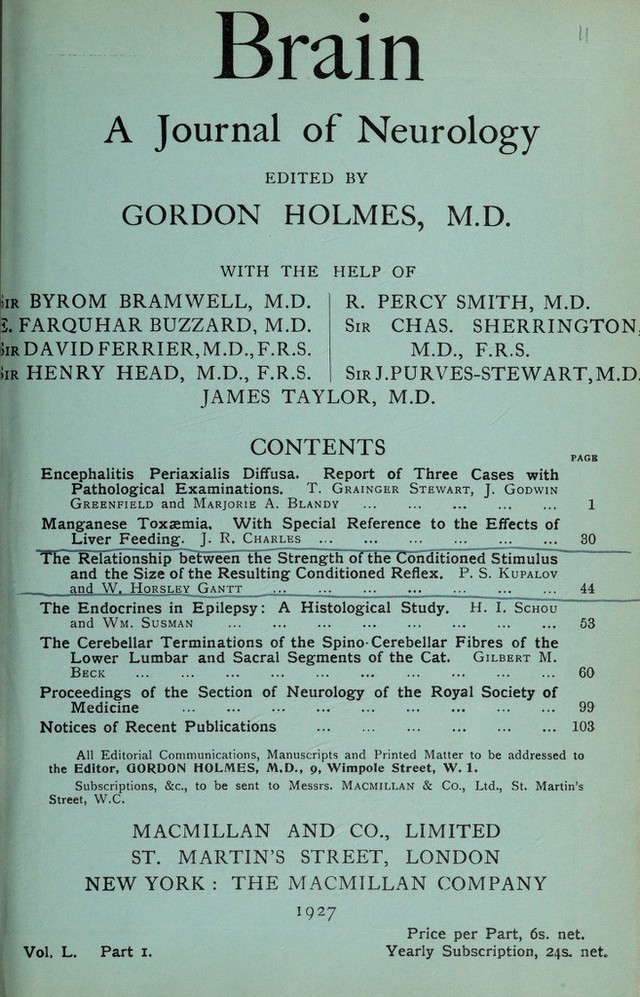 11
Brain
A Journal of Neurology
EDITED BY
GORDON HOLMES, M.D.
WITH THE HELP OF
SIR BYROM BRAMWELL, M.D.
E. FARQUHAR BUZZARD, M.D.
SIR DAVID FERRIER, M.D., F.R.S.
SIR HENRY HEAD, M.D., F.R.S.
R. PERCY SMITH, M.D.
SIR CHAS. SHERRINGTON,
M.D., F.R.S.
SIR J. PURVES-STEWART, M.D.
JAMES TAYLOR, M.D.
CONTENTS
PAGE
Encephalitis Periaxialis Diffusa. Report of Three Cases with
Pathological Examinations. T. GRAINGER STEWART, J. GODWIN
GREENFIELD and MARJORIE A. BLANDY ... ... ... ... ... 1
Manganese Toxæmia. With Special Reference to the Effects of
Liver Feeding. J. R. CHARLES ... ... ... ... ... ... 30
The Relationship between the Strength of the Conditioned Stimulus
and the Size of the Resulting Conditioned Reflex. P. S. KUPALOV
and W. HORSLEY GANTT ... ... ... ... ... ... ... 44
The Endocrines in Epilepsy: A Histological Study. H. I. SCHOU
and WM. SUSMAN ... ... ... ... ... ... ... ... 53
The Cerebellar Terminations of the Spino-Cerebellar Fibres of the
Lower Lumbar and Sacral Segments of the Cat. GILBERT M.
BECK ... ... ... ... ... ... ... ... ... ... 60
Proceedings of the Section of Neurology of the Royal Society of
Medicine ... ... ... ... ... ... ... ... ... 99
Notices of Recent Publications ... ... ... ... ... ... 103
All Editorial Communications, Manuscripts and Printed Matter to be addressed to
the Editor, GORDON HOLMES, M.D., 9, Wimpole Street, W. 1.
Subscriptions, &c., to be sent to Messrs. MACMILLAN & Co., Ltd., St. Martin's
Street, W.C.
MACMILLAN AND CO., LIMITED
ST. MARTIN'S STREET, LONDON
NEW YORK : THE MACMILLAN COMPANY
1927
Price per Part, 6s. net.
Vol. L. Part 1. Yearly Subscription, 24s. net.